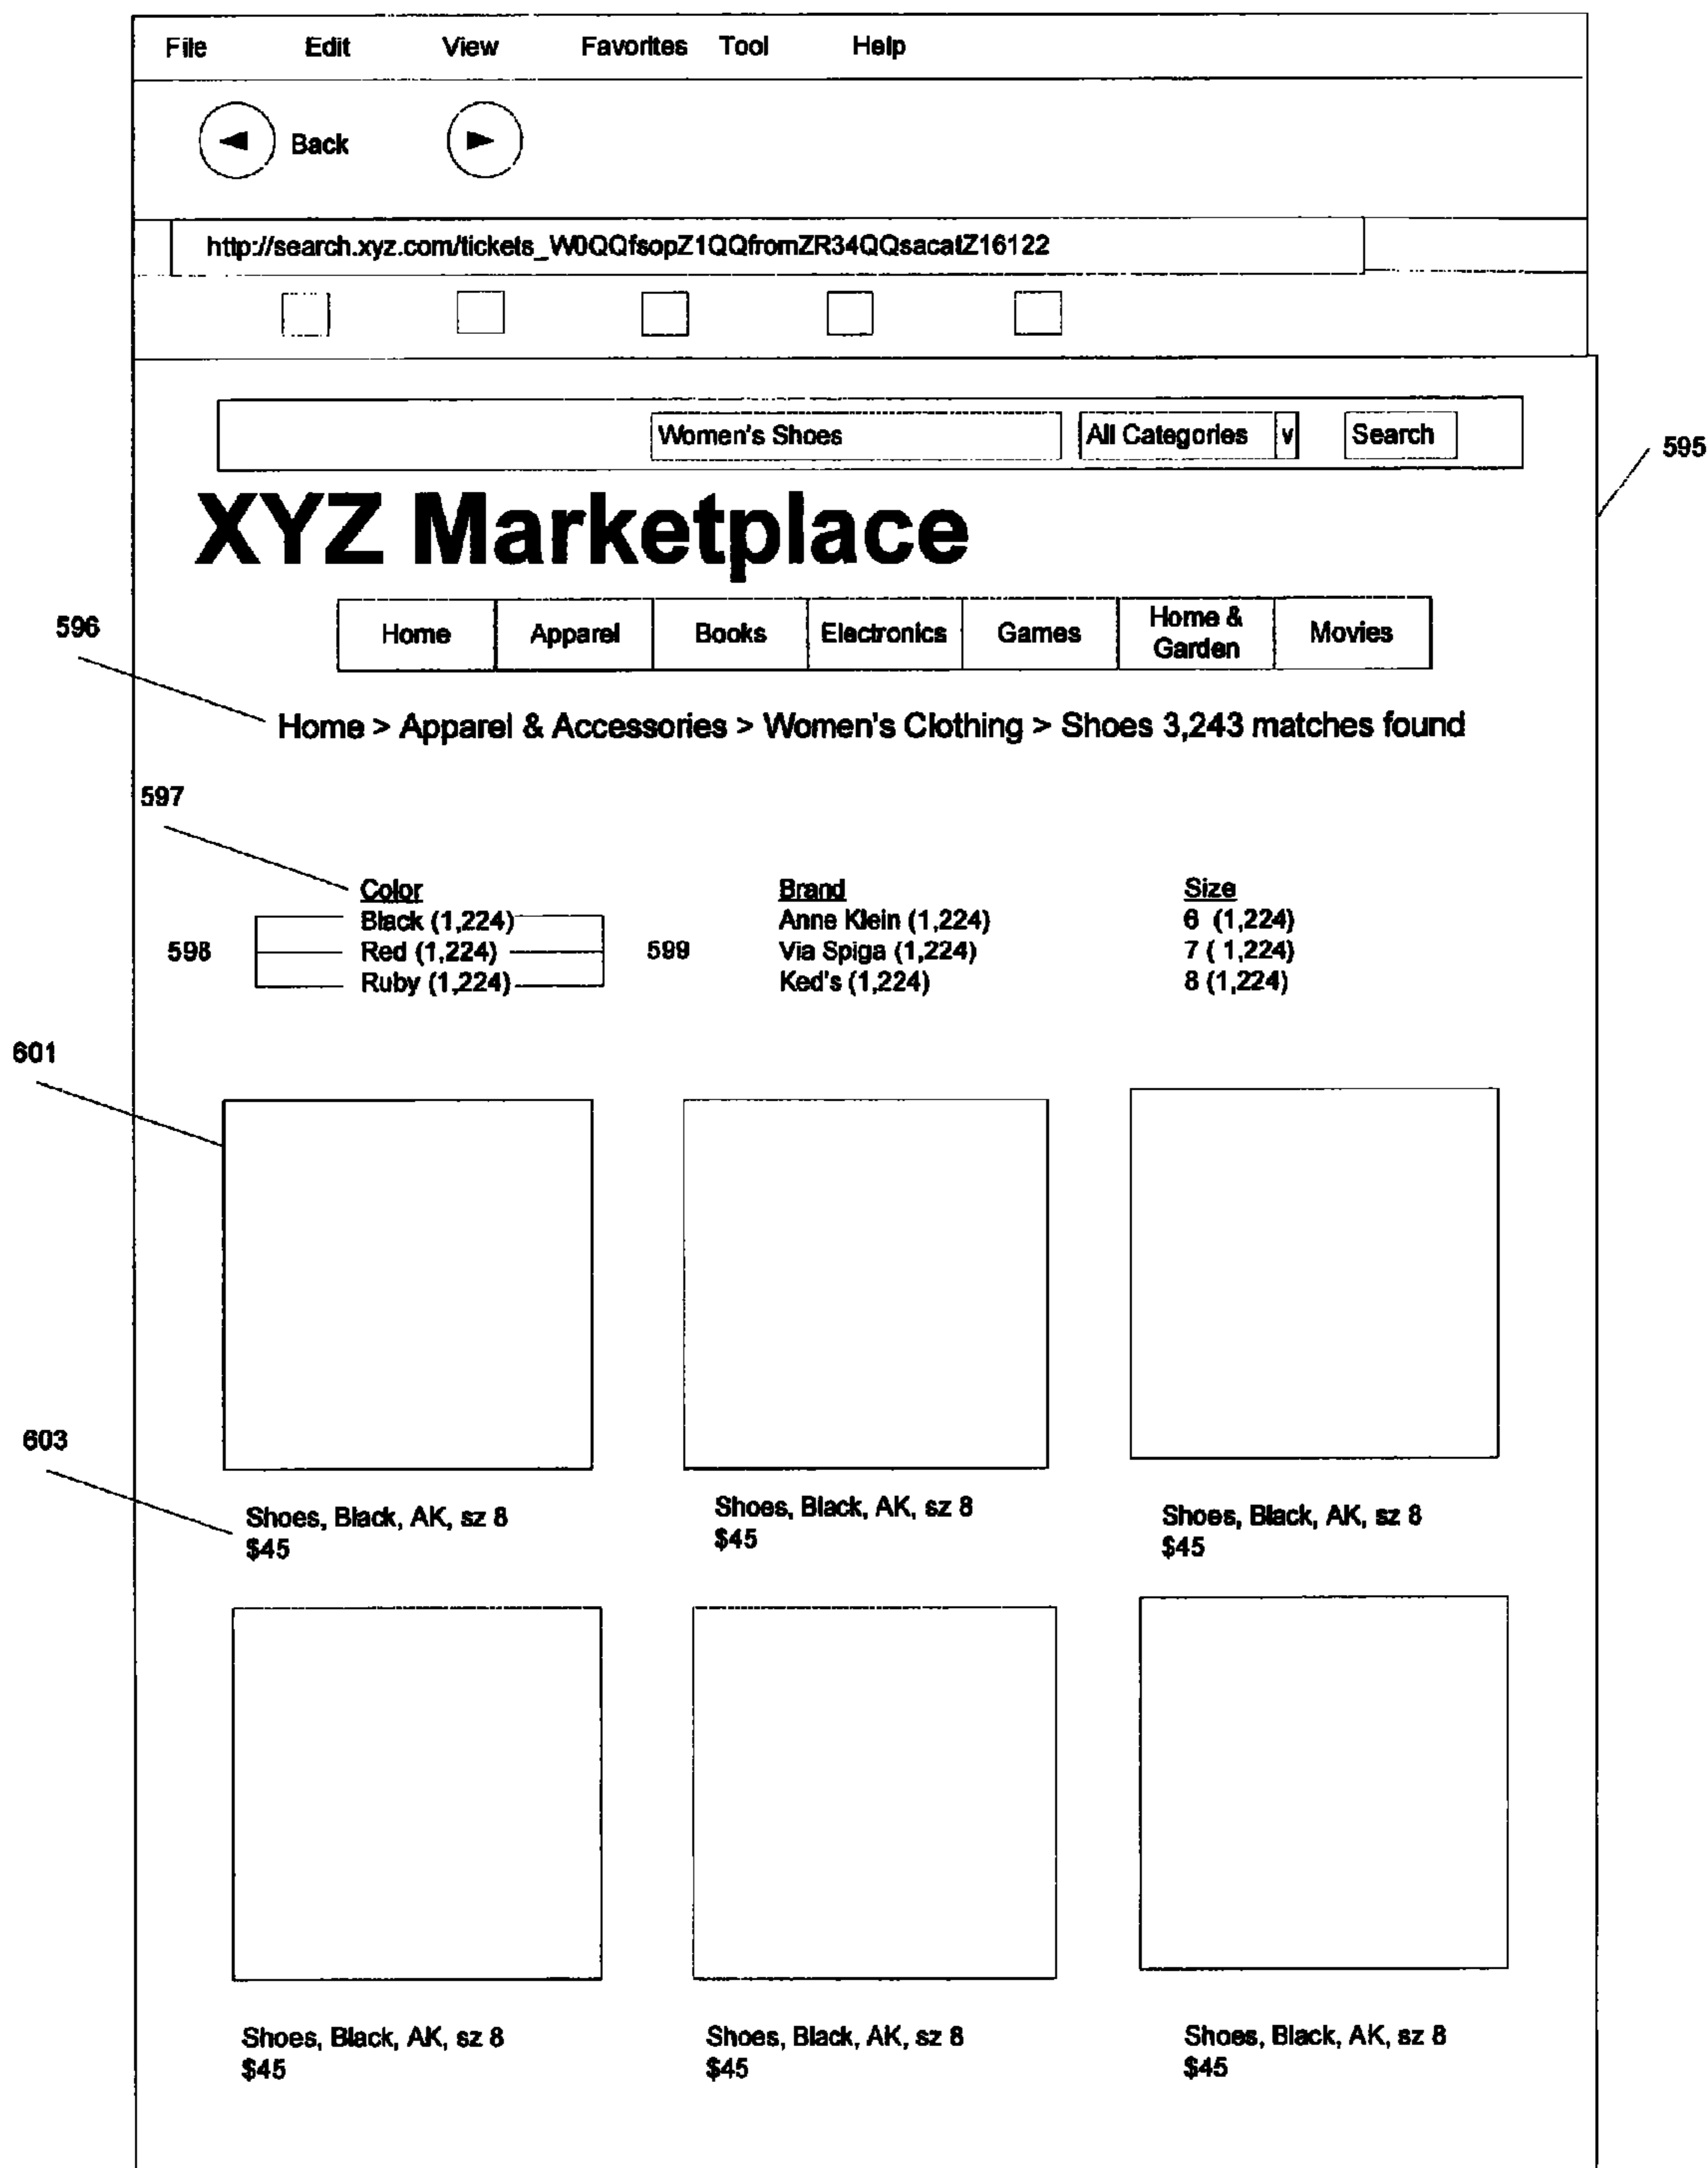 File Edit View Favorites Tool Help
Back
http://search.xyz.com/tickets_W0QQfsopZ1QQfromZR34QQsacatZ16122
Women's Shoes All Categories v Search
595
XYZ Marketplace
596
Home Apparel Books Electronics Games Home & Garden Movies
Home > Apparel & Accessories > Women's Clothing > Shoes 3,243 matches found
597
Color Brand Size
Black (1,224) Anne Klein (1,224) 6 (1,224)
598 Red (1,224) 599 Via Spiga (1,224) 7 ( 1,224)
Ruby (1,224) Ked's (1,224) 8 (1,224)
601
603
Shoes, Black, AK, sz 8 Shoes, Black, AK, sz 8 Shoes, Black, AK, sz 8
$45 $45 $45
Shoes, Black, AK, sz 8 Shoes, Black, AK, sz 8 Shoes, Black, AK, sz 8
$45 $45 $45